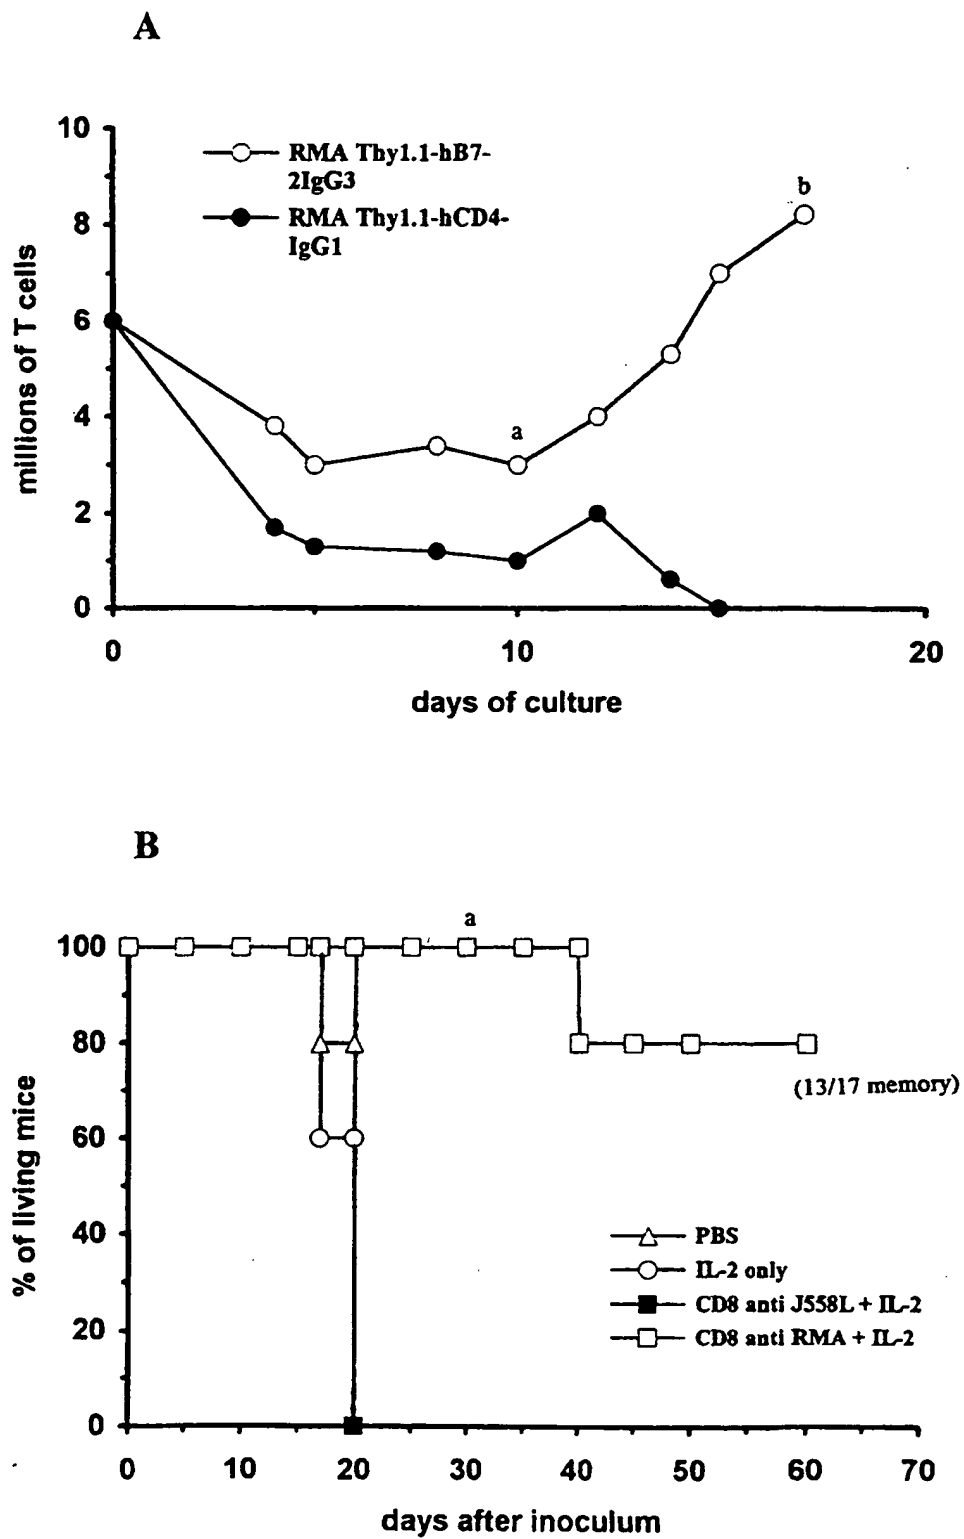 A
10
8
6
4
2
0
millions of T cells
RMA Thy1.1-hB7-
2IgG3
RMA Thy1.1-hCD4-
IgG1
a
b
0 10 20
days of culture
B
100
80
60
40
20
0
% of living mice
a
(13/17 memory)
PBS
IL-2 only
CD8 anti J558L + IL-2
CD8 anti RMA + IL-2
0 10 20 30 40 50 60 70
days after inoculum